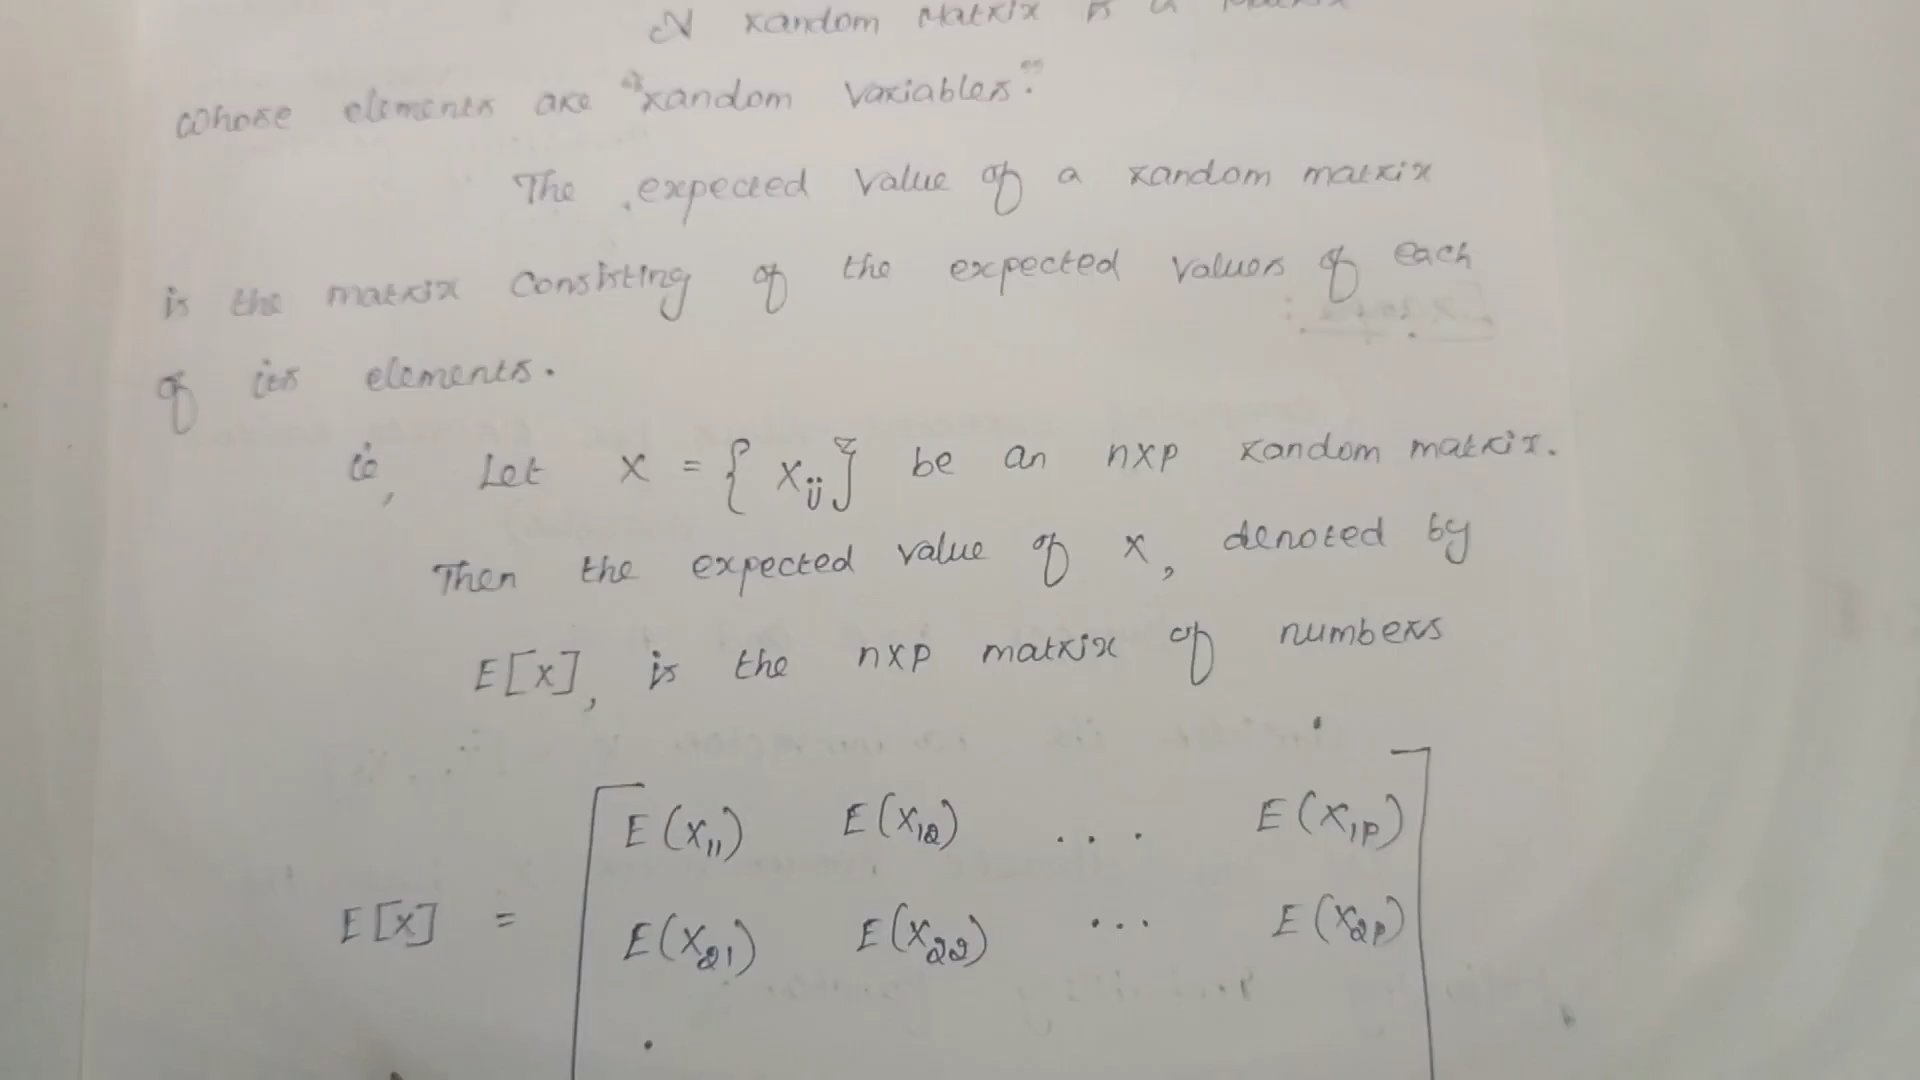 A random matrix is a matrix
whose elements are "random variables."
The expected value of a random matrix
is the matrix consisting of the expected values of each
of its elements.
ie, Let X = { Xij } be an nxp random matrix.
Then the expected value of X, denoted by
E[X], is the nxp matrix of numbers
E(X11) E(X12) ... E(X1p)
E[X] = E(X21) E(X22) ... E(X2p)
.